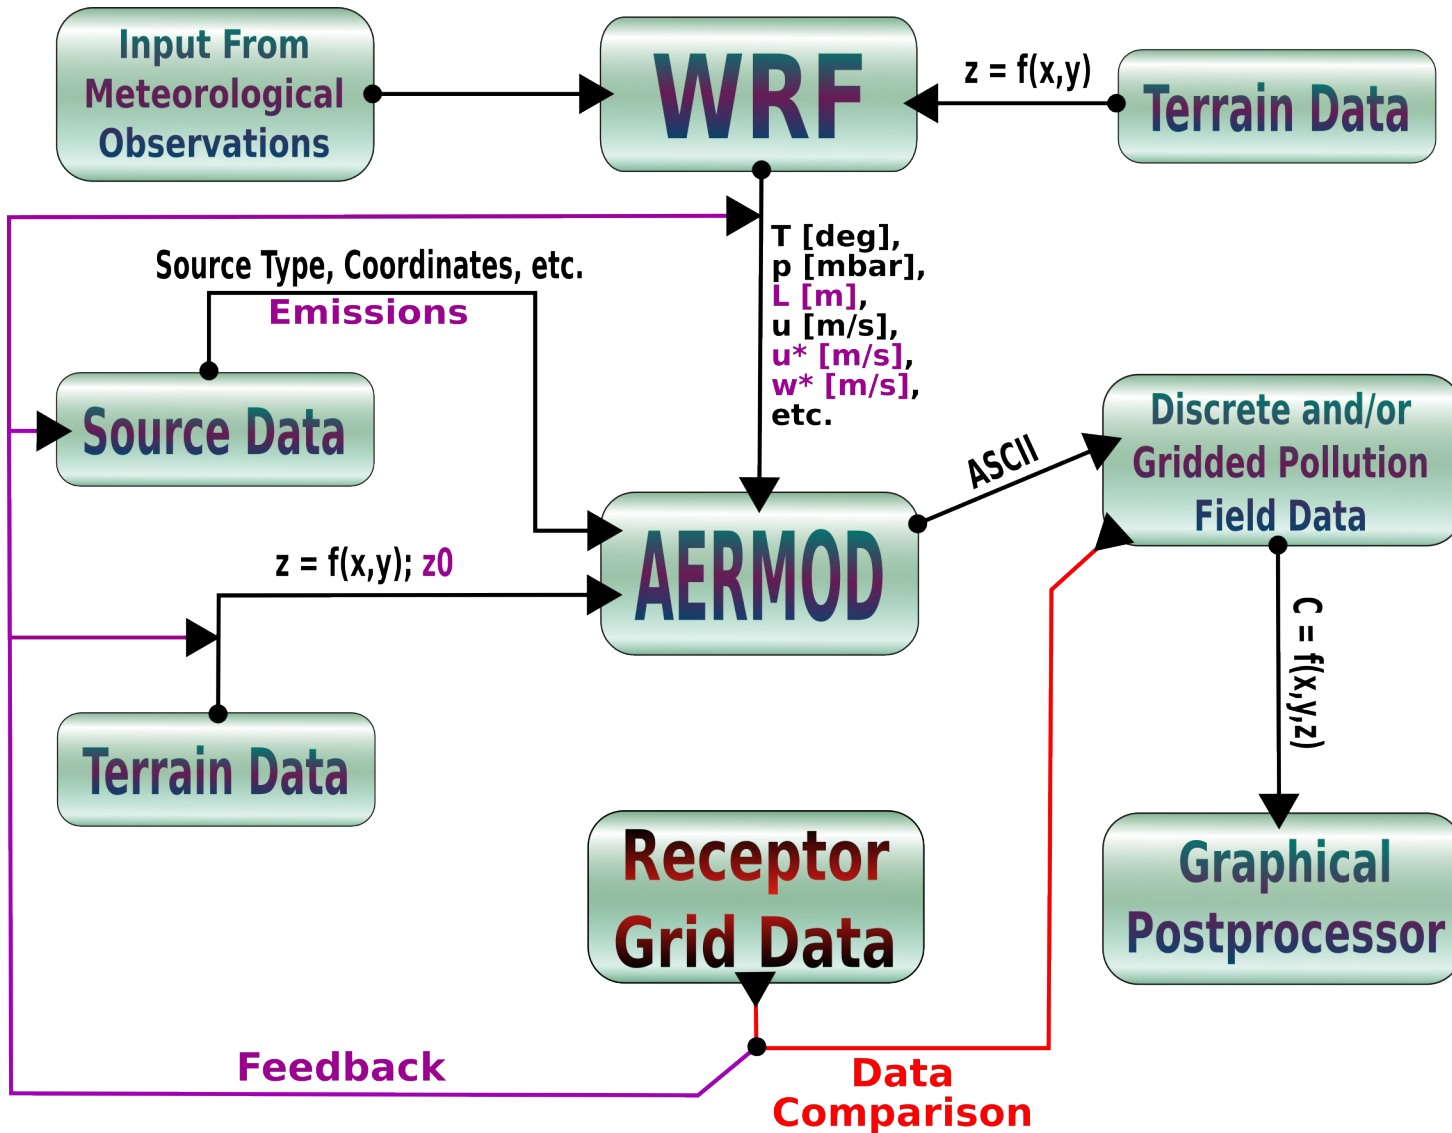 Input From
Meteorological
Observations
WRF
z = f(x,y)
Terrain Data
T [deg],
p [mbar],
L [m],
u [m/s],
u* [m/s],
w* [m/s],
etc.
Source Type, Coordinates, etc.
Emissions
Source Data
Discrete and/or
Gridded Pollution
Field Data
ASCII
AERMOD
z = f(x,y); z0
C = f(x,y,z)
Terrain Data
Receptor
Grid Data
Graphical
Postprocessor
Feedback
Data
Comparison